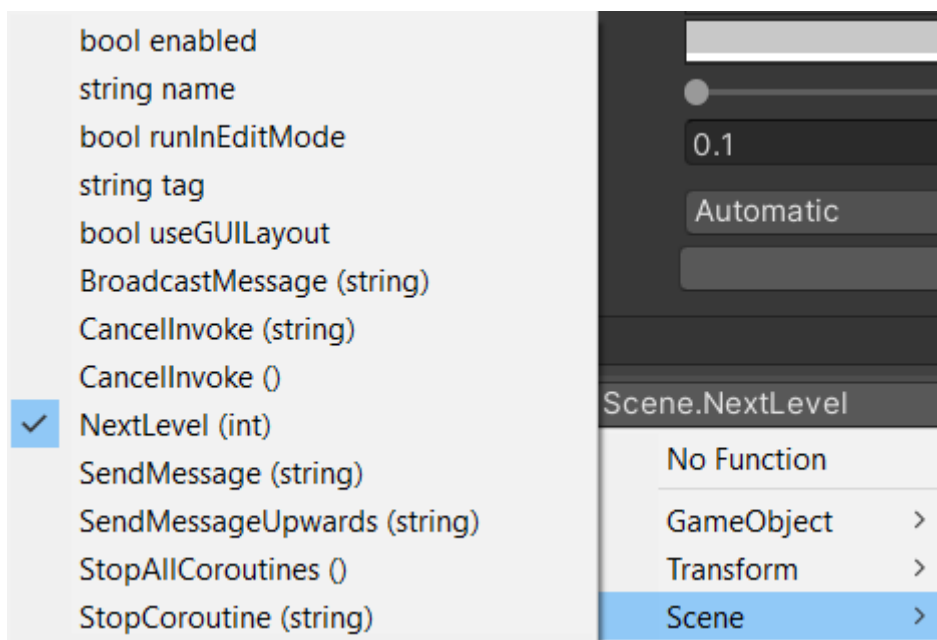 bool enabled
string name
bool runInEditMode
string tag
bool useGUILayout
BroadcastMessage (string)
CancelInvoke (string)
CancelInvoke ()
NextLevel (int)
SendMessage (string)
SendMessageUpwards (string)
StopAllCoroutines ()
StopCoroutine (string)
0.1
Automatic
Scene.NextLevel
No Function
GameObject
Transform
Scene